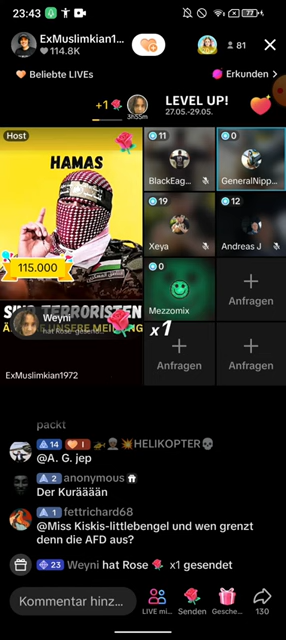 23:43
ExMuslimkian1...
114.8K
81
Beliebte LIVEs
Erkunden
+1
3h55m
LEVEL UP!
27.05.-29.05.
Host
HAMAS
115.000
TERRORISTEN
UNSERE MEINUNG
Weyni
hat Rose gesend...
x1
ExMuslimkian1972
11
BlackEag...
0
GeneralNipp...
19
Xeya
12
Andreas J
0
Mezzomix
Anfragen
Anfragen
Anfragen
packt
14 1 HELIKOPTER
@A. G. jep
2 anonymous
Der Kurääään
1 fettrichard68
@Miss Kiskis-littlebengel und wen grenzt
denn die AFD aus?
23 Weyni hat Rose x1 gesendet
Kommentar hinz...
LIVE mi...
Senden
Gesche...
130